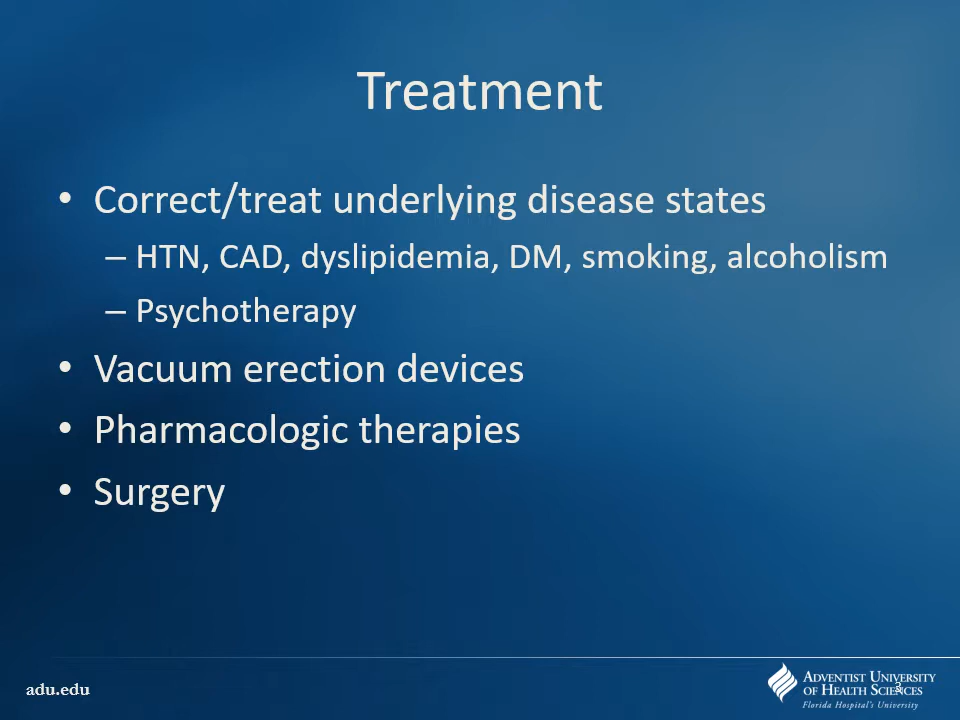 Treatment
• Correct/treat underlying disease states
– HTN, CAD, dyslipidemia, DM, smoking, alcoholism
– Psychotherapy
• Vacuum erection devices
• Pharmacologic therapies
• Surgery
adu.edu
ADVENTIST UNIVERSITY
OF HEALTH SCIENCES
Florida Hospital's University
3